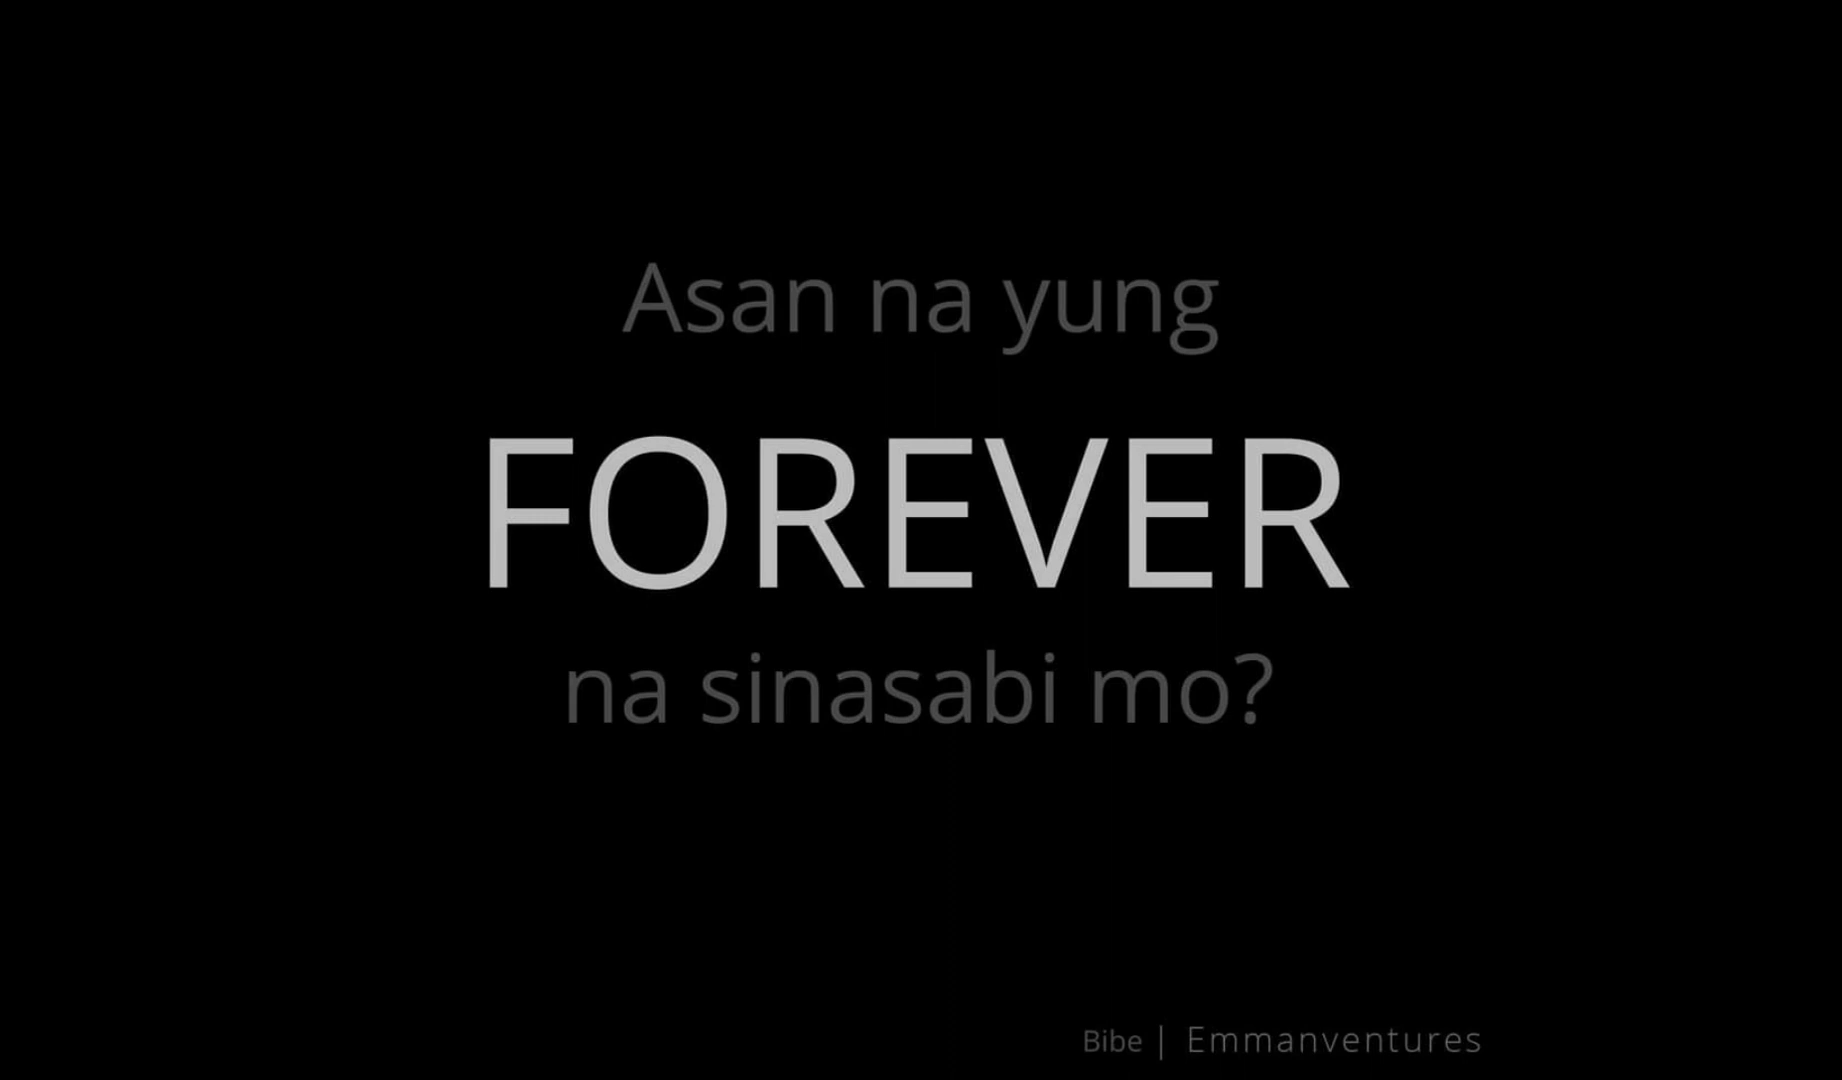 Asan na yung
FOREVER
na sinasabi mo?
Bibe | Emmanventures